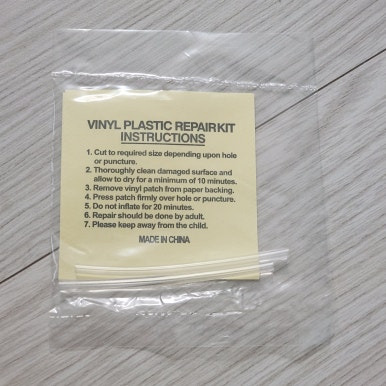 VINYL PLASTIC REPAIRKIT
INSTRUCTIONS
1. Cut to required size depending upon hole
or puncture.
2. Thoroughly clean damaged surface and
allow to dry for a minimum of 10 minutes.
3. Remove vinyl patch from paper backing.
4. Press patch firmly over hole or puncture.
5. Do not inflate for 20 minutes.
6. Repair should be done by adult.
7. Please keep away from the child.
MADE IN CHINA